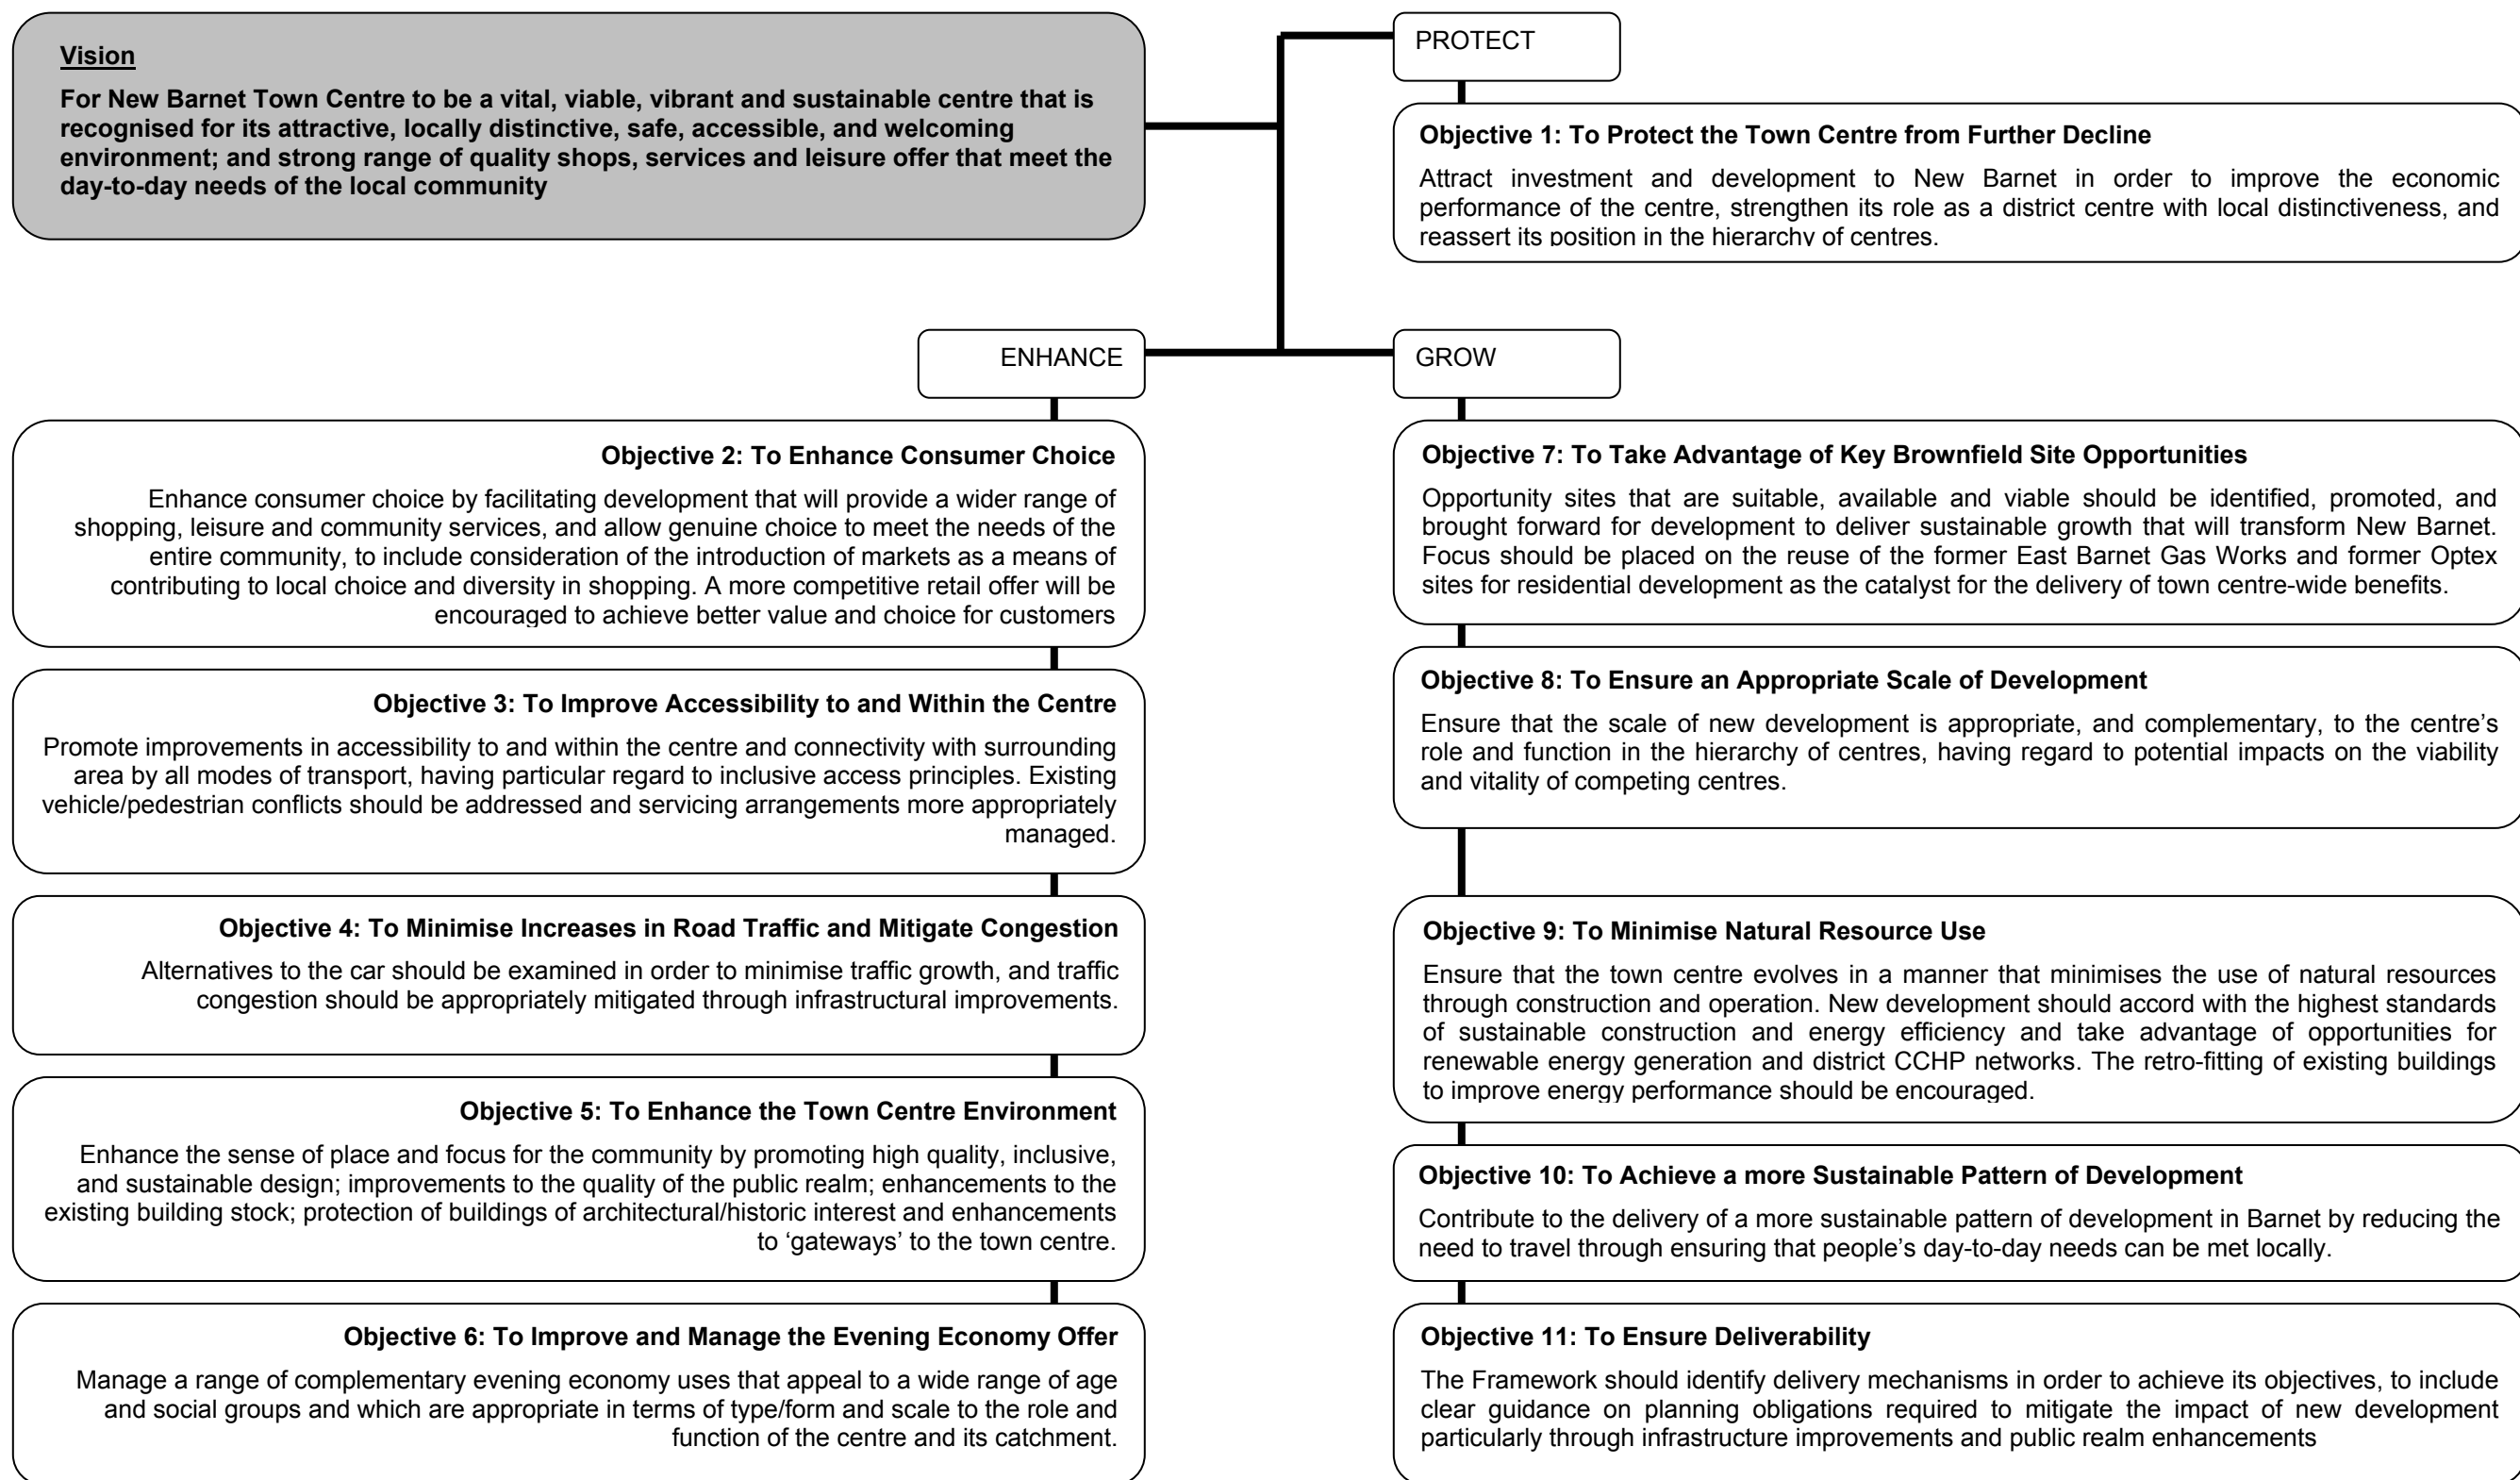 Vision
For New Barnet Town Centre to be a vital, viable, vibrant and sustainable centre that is
recognised for its attractive, locally distinctive, safe, accessible, and welcoming
environment; and strong range of quality shops, services and leisure offer that meet the
day-to-day needs of the local community
PROTECT
Objective 1: To Protect the Town Centre from Further Decline
Attract investment and development to New Barnet in order to improve the economic
performance of the centre, strengthen its role as a district centre with local distinctiveness, and
reassert its position in the hierarchy of centres.
ENHANCE
Objective 2: To Enhance Consumer Choice
Enhance consumer choice by facilitating development that will provide a wider range of
shopping, leisure and community services, and allow genuine choice to meet the needs of the
entire community, to include consideration of the introduction of markets as a means of
contributing to local choice and diversity in shopping. A more competitive retail offer will be
encouraged to achieve better value and choice for customers
Objective 3: To Improve Accessibility to and Within the Centre
Promote improvements in accessibility to and within the centre and connectivity with surrounding
area by all modes of transport, having particular regard to inclusive access principles. Existing
vehicle/pedestrian conflicts should be addressed and servicing arrangements more appropriately
managed.
Objective 4: To Minimise Increases in Road Traffic and Mitigate Congestion
Alternatives to the car should be examined in order to minimise traffic growth, and traffic
congestion should be appropriately mitigated through infrastructural improvements.
Objective 5: To Enhance the Town Centre Environment
Enhance the sense of place and focus for the community by promoting high quality, inclusive,
and sustainable design; improvements to the quality of the public realm; enhancements to the
existing building stock; protection of buildings of architectural/historic interest and enhancements
to ‘gateways’ to the town centre.
Objective 6: To Improve and Manage the Evening Economy Offer
Manage a range of complementary evening economy uses that appeal to a wide range of age
and social groups and which are appropriate in terms of type/form and scale to the role and
function of the centre and its catchment.
GROW
Objective 7: To Take Advantage of Key Brownfield Site Opportunities
Opportunity sites that are suitable, available and viable should be identified, promoted, and
brought forward for development to deliver sustainable growth that will transform New Barnet.
Focus should be placed on the reuse of the former East Barnet Gas Works and former Optex
sites for residential development as the catalyst for the delivery of town centre-wide benefits.
Objective 8: To Ensure an Appropriate Scale of Development
Ensure that the scale of new development is appropriate, and complementary, to the centre’s
role and function in the hierarchy of centres, having regard to potential impacts on the viability
and vitality of competing centres.
Objective 9: To Minimise Natural Resource Use
Ensure that the town centre evolves in a manner that minimises the use of natural resources
through construction and operation. New development should accord with the highest standards
of sustainable construction and energy efficiency and take advantage of opportunities for
renewable energy generation and district CCHP networks. The retro-fitting of existing buildings
to improve energy performance should be encouraged.
Objective 10: To Achieve a more Sustainable Pattern of Development
Contribute to the delivery of a more sustainable pattern of development in Barnet by reducing the
need to travel through ensuring that people’s day-to-day needs can be met locally.
Objective 11: To Ensure Deliverability
The Framework should identify delivery mechanisms in order to achieve its objectives, to include
clear guidance on planning obligations required to mitigate the impact of new development
particularly through infrastructure improvements and public realm enhancements